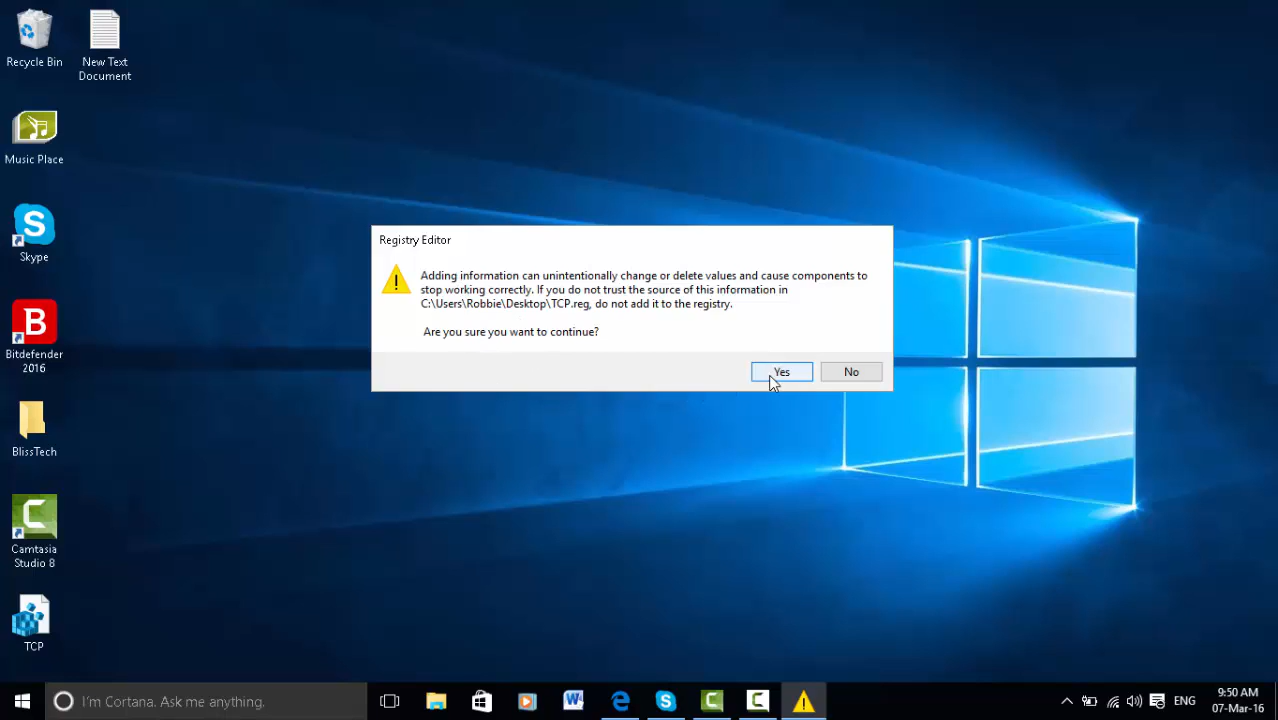 Recycle Bin
New Text
Document
Music Place
S
Skype
B
Bitdefender
2016
BlissTech
C
Camtasia
Studio 8
TCP
Registry Editor
Adding information can unintentionally change or delete values and cause components to
stop working correctly. If you do not trust the source of this information in
C:\Users\Robbie\Desktop\TCP.reg, do not add it to the registry.
Are you sure you want to continue?
Yes
No
I'm Cortana. Ask me anything.
ENG
9:50 AM
07-Mar-16